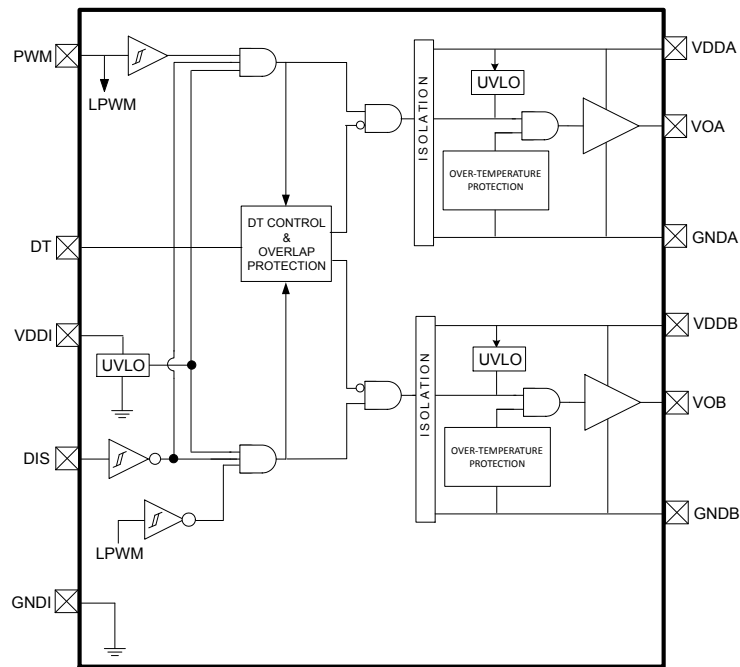 PWM
LPWM
DT
VDDI
UVLO
DIS
LPWM
GNDI
DT CONTROL
&
OVERLAP
PROTECTION
ISOLATION
UVLO
OVER-TEMPERATURE
PROTECTION
VDDA
VOA
GNDA
ISOLATION
UVLO
OVER-TEMPERATURE
PROTECTION
VDDB
VOB
GNDB